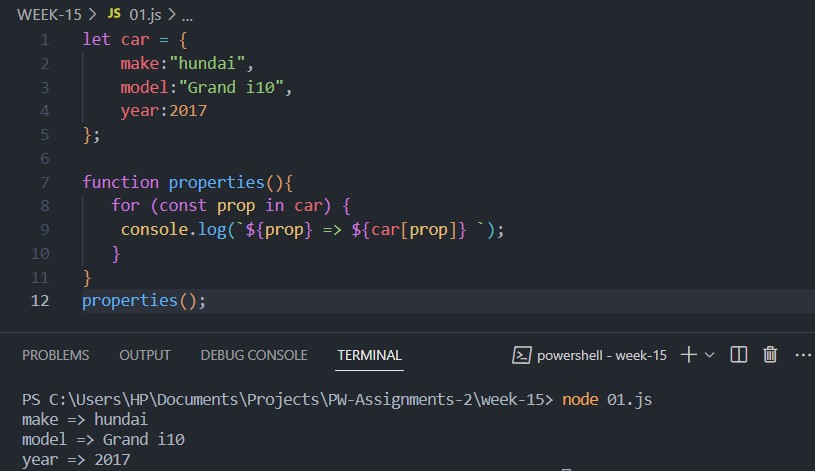 WEEK-15 > JS 01.js > ...
1 let car = {
2 make:"hundai",
3 model:"Grand i10",
4 year:2017
5 };
6
7 function properties(){
8 for (const prop in car) {
9 console.log(`${prop} => ${car[prop]} `);
10 }
11 }
12 properties();
PROBLEMS OUTPUT DEBUG CONSOLE TERMINAL powershell - week-15
PS C:\Users\HP\Documents\Projects\PW-Assignments-2\week-15> node 01.js
make => hundai
model => Grand i10
year => 2017